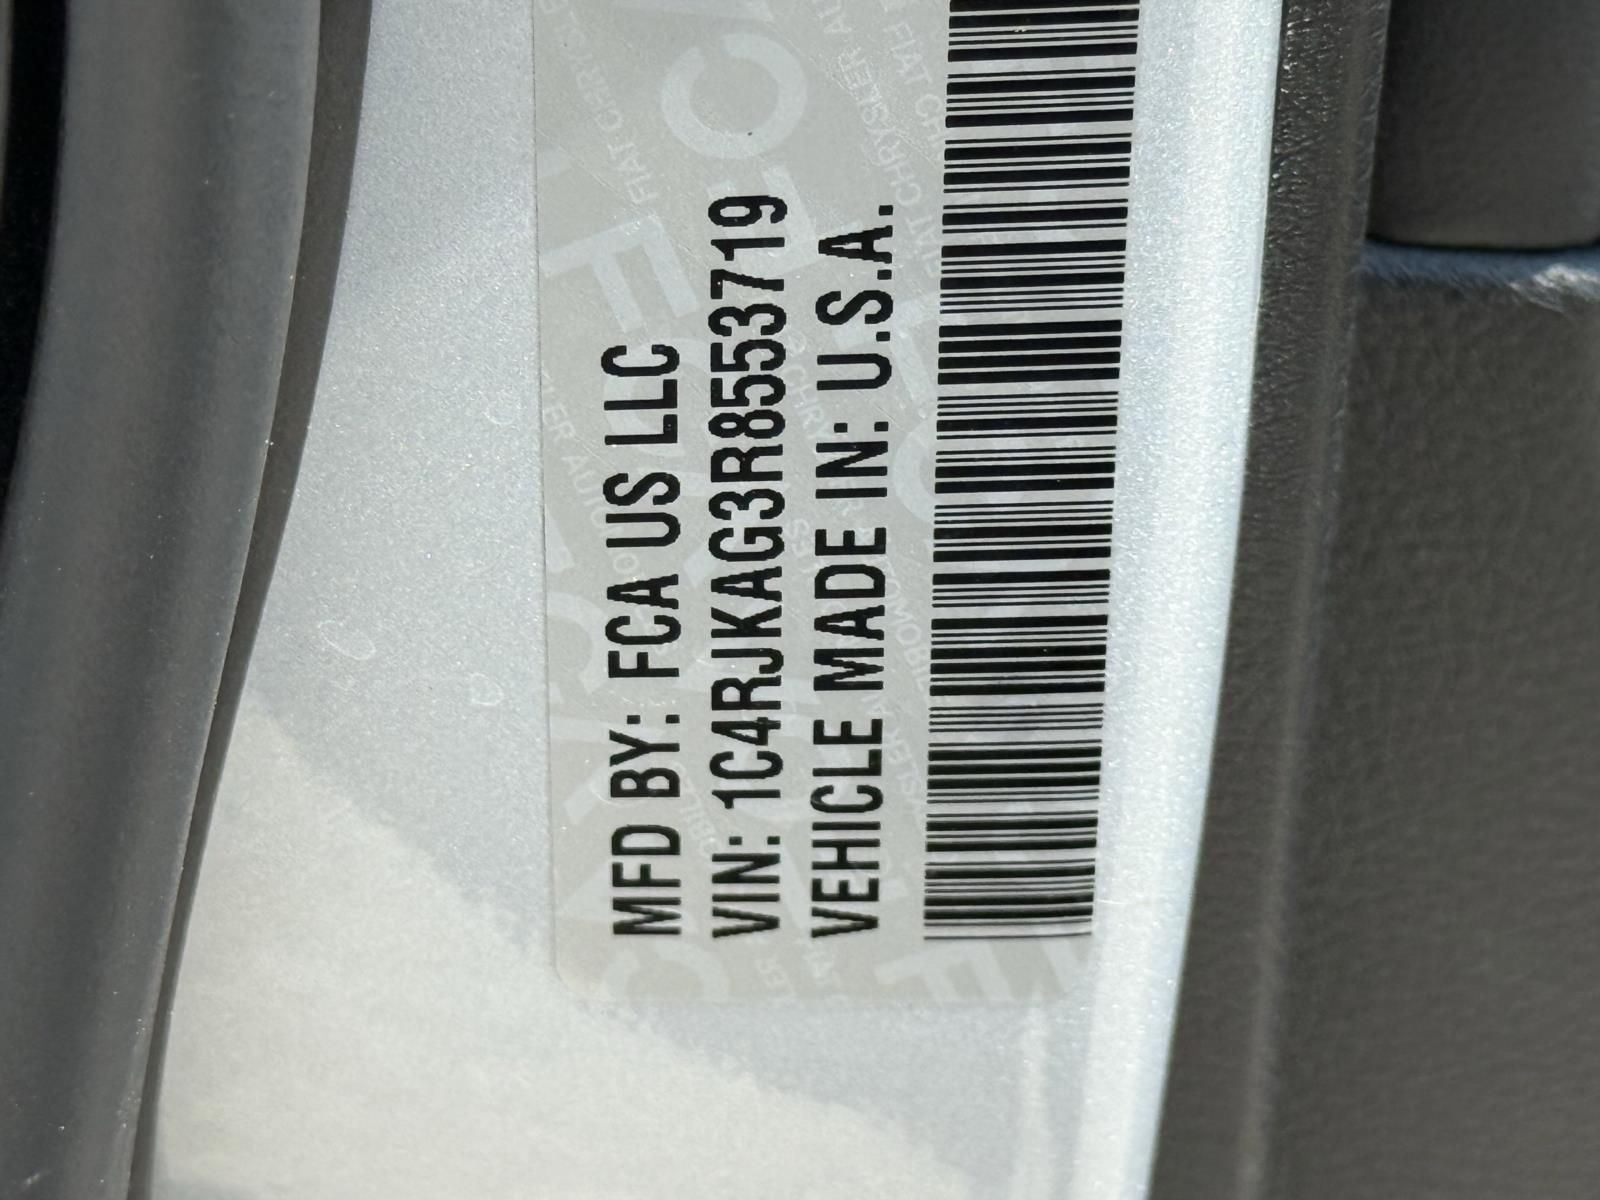 MFD BY: FCA US LLC
VIN: 1C4RJKAG3R8553719
VEHICLE MADE IN: U.S.A.